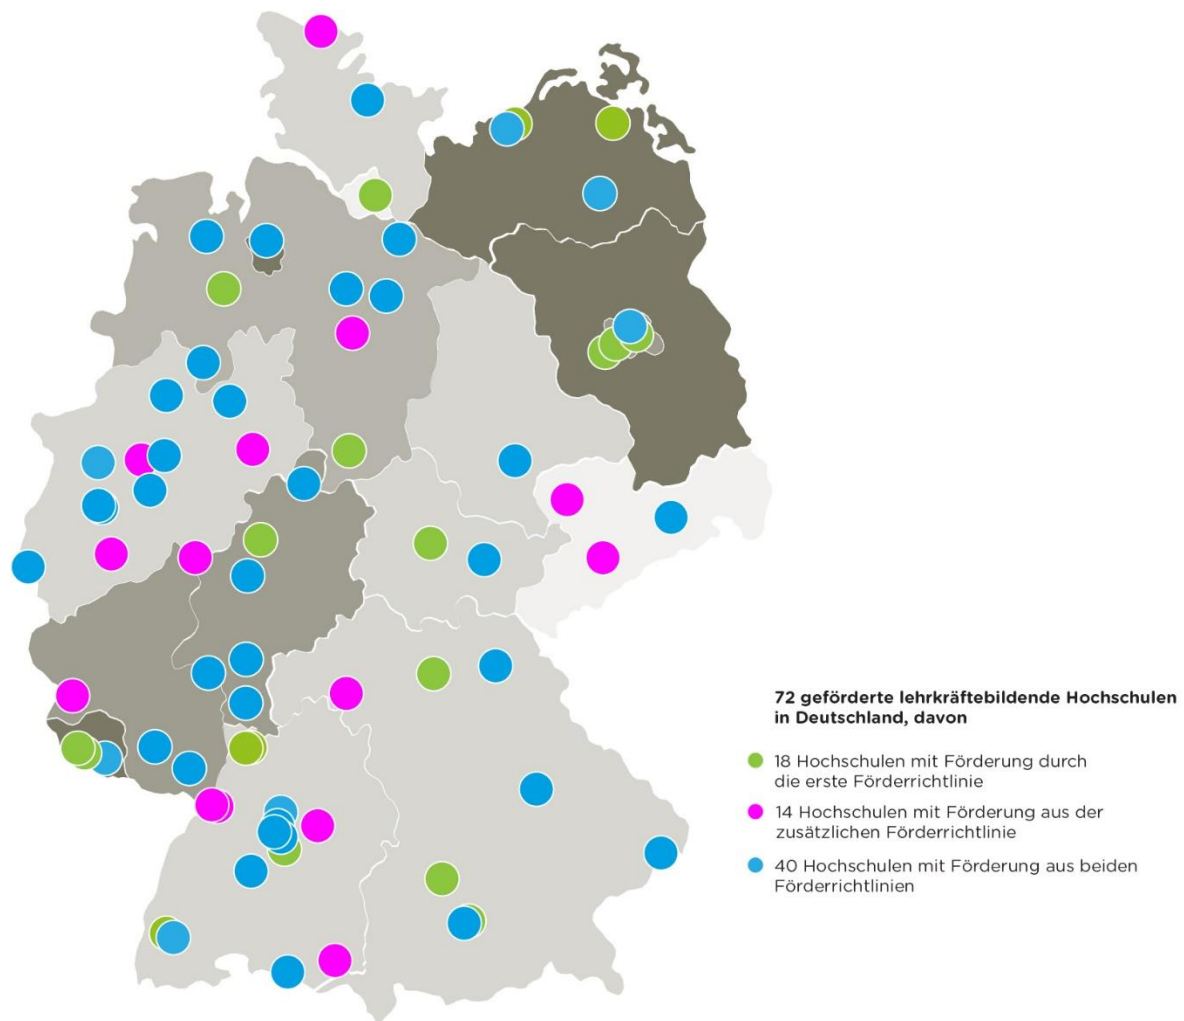 72 geförderte lehrkräftebildende Hochschulen
in Deutschland, davon
18 Hochschulen mit Förderung durch
die erste Förderrichtlinie
14 Hochschulen mit Förderung aus der
zusätzlichen Förderrichtlinie
40 Hochschulen mit Förderung aus beiden
Förderrichtlinien